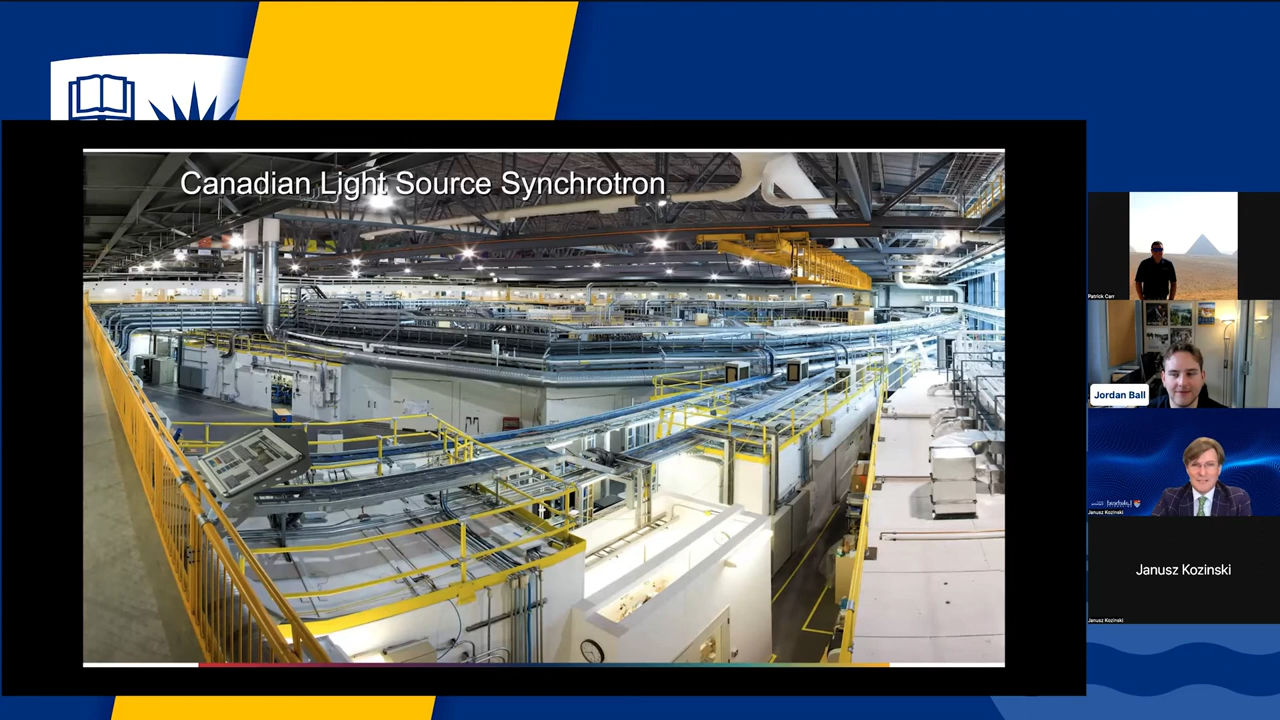 Canadian Light Source Synchrotron
Patrick Carr
Jordan Ball
Janusz Kozinski
Janusz Kozinski
Janusz Kozinski